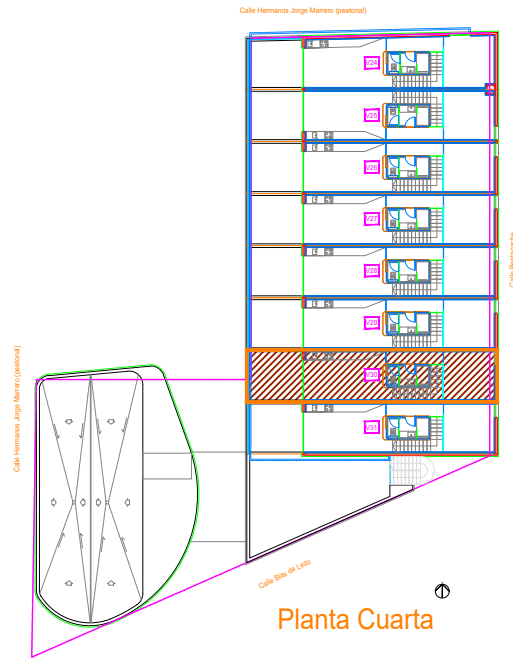 Calle Hermanos Jorge Marrero (peatonal)
V24
V25
V26
V27
V28
V29
V30
V31
Calle Hermanos Jorge Marrero (peatonal)
Calle Blas de Lezo
Planta Cuarta